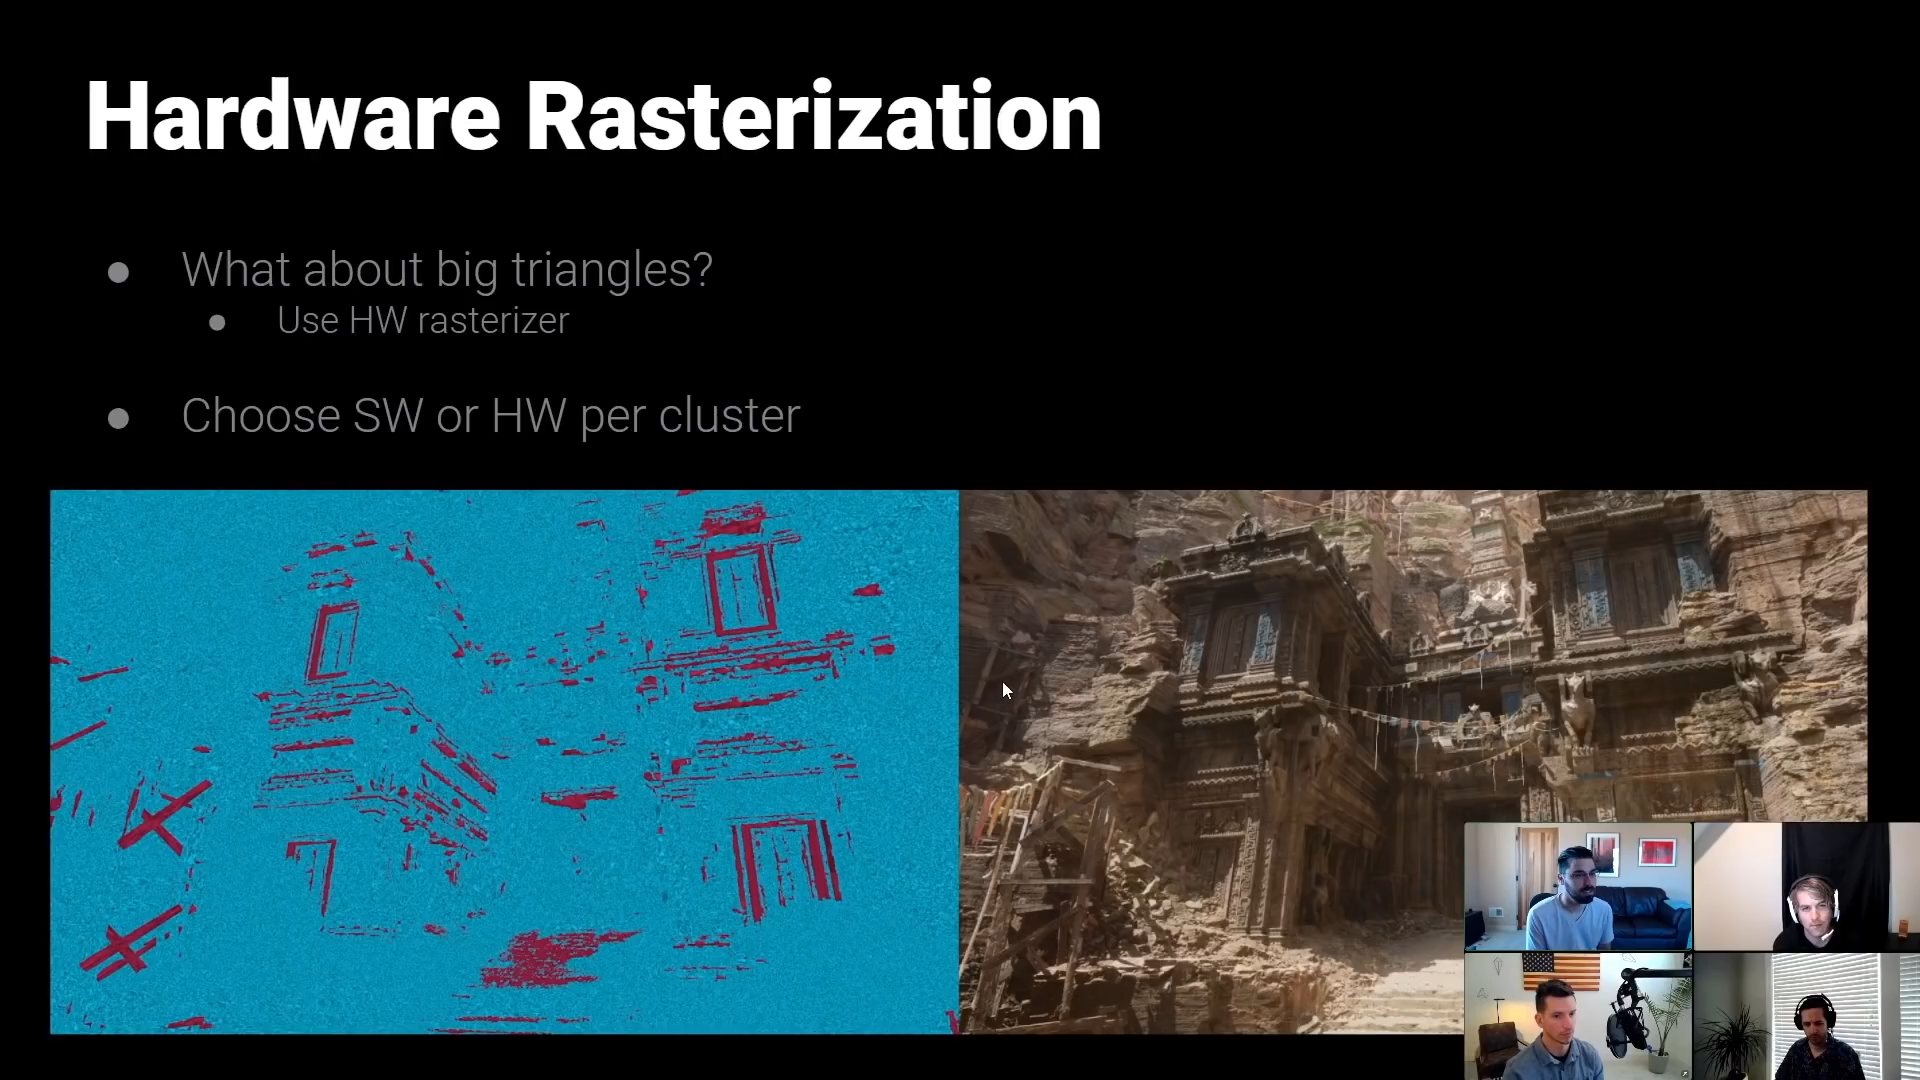 Hardware Rasterization
What about big triangles?
Use HW rasterizer
Choose SW or HW per cluster